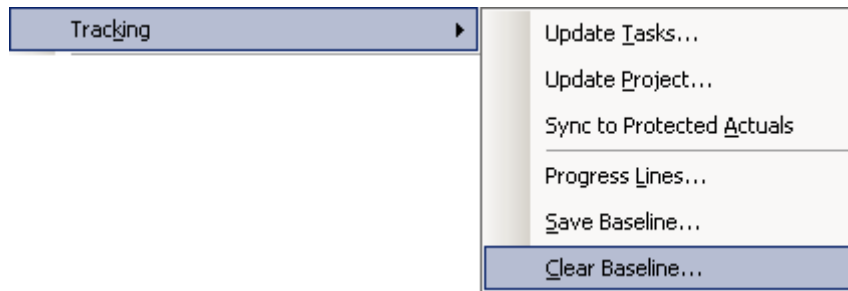 Tracking
Update Tasks...
Update Project...
Sync to Protected Actuals
Progress Lines...
Save Baseline...
Clear Baseline...